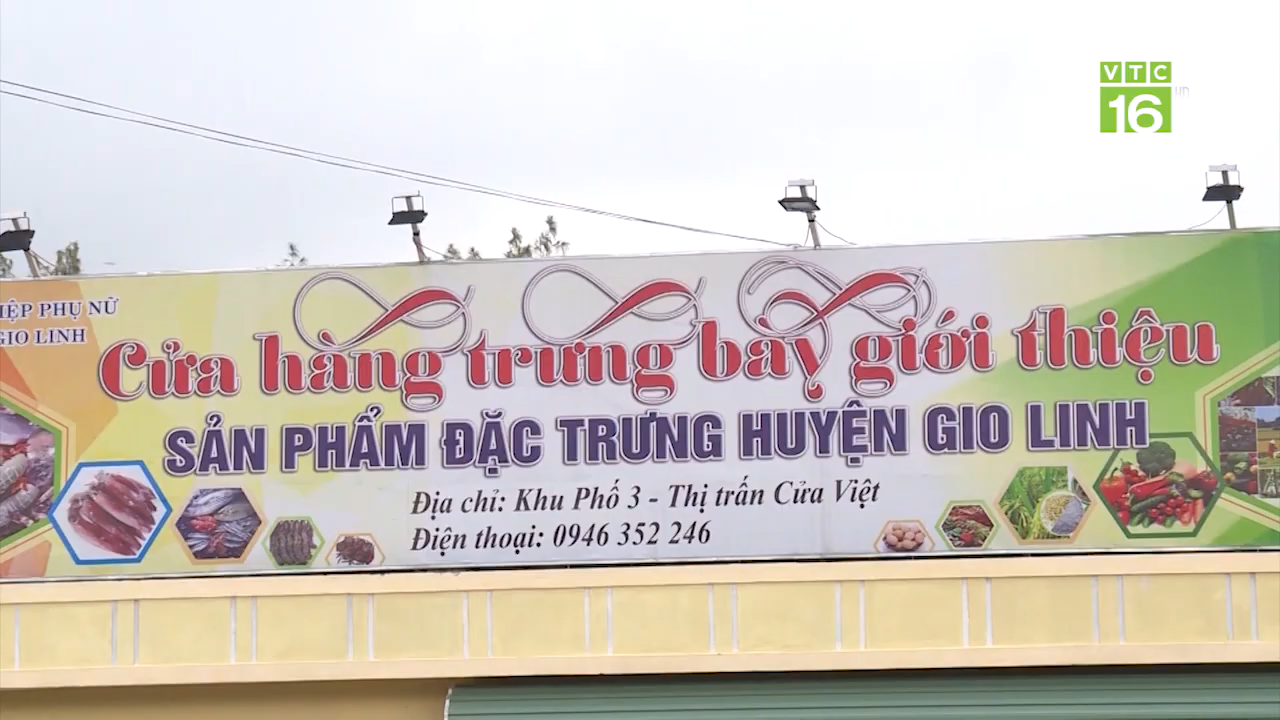 VTC
16
HD
PHỤ NỮ
GIO LINH
Cửa hàng trưng bày giới thiệu
SẢN PHẨM ĐẶC TRƯNG HUYỆN GIO LINH
Địa chỉ: Khu Phố 3 - Thị trấn Cửa Việt
Điện thoại: 0946 352 246